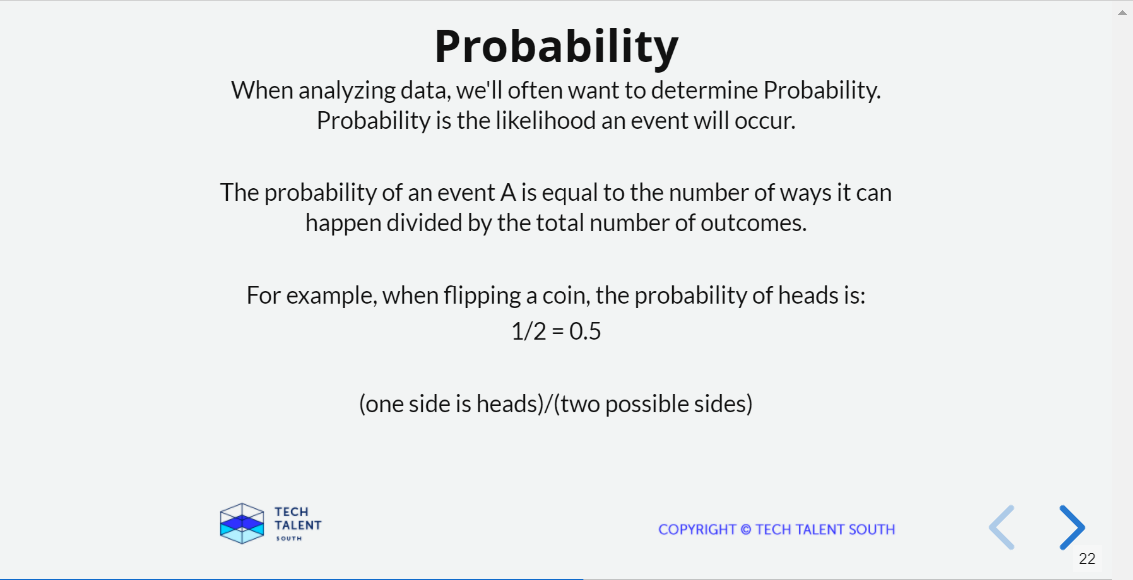 Probability
When analyzing data, we'll often want to determine Probability.
Probability is the likelihood an event will occur.
The probability of an event A is equal to the number of ways it can
happen divided by the total number of outcomes.
For example, when flipping a coin, the probability of heads is:
1/2 = 0.5
(one side is heads)/(two possible sides)
TECH
TALENT
SOUTH
COPYRIGHT © TECH TALENT SOUTH
22